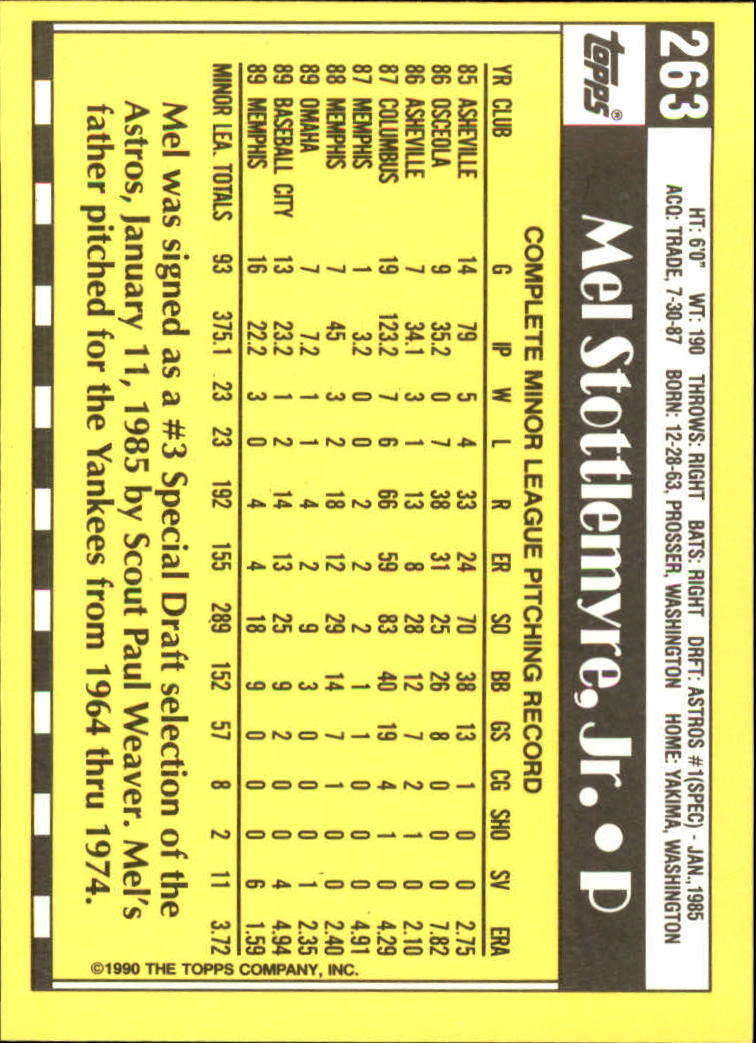 263
HT: 6'0" WT: 190 THROWS: RIGHT BATS: RIGHT DRFT: ASTROS #1(SPEC) - JAN., 1985
ACQ: TRADE, 7-30-87 BORN: 12-28-63, PROSSER, WASHINGTON HOME: YAKIMA, WASHINGTON
topps® Mel Stottlemyre, Jr. ● P
COMPLETE MINOR LEAGUE PITCHING RECORD
YR CLUB G IP W L R ER SO BB GS CG SHO SV ERA
85 ASHEVILLE 14 79 5 4 33 24 70 38 13 1 0 0 2.75
86 OSCEOLA 9 35.2 0 7 38 31 25 26 8 0 0 0 7.82
86 ASHEVILLE 7 34.1 3 1 13 8 28 12 7 2 1 0 2.10
87 COLUMBUS 19 123.2 7 6 66 59 83 40 19 4 1 0 4.29
87 MEMPHIS 1 3.2 0 0 2 2 2 1 1 0 0 0 4.91
88 MEMPHIS 7 45 3 2 18 12 29 14 7 1 0 0 2.40
89 OMAHA 7 7.2 1 1 4 2 9 3 0 0 0 1 2.35
89 BASEBALL CITY 13 23.2 1 2 14 13 25 9 2 0 0 4 4.94
89 MEMPHIS 16 22.2 3 0 4 4 18 9 0 0 0 6 1.59
MINOR LEA. TOTALS 93 375.1 23 23 192 155 289 152 57 8 2 11 3.72
Mel was signed as a #3 Special Draft selection of the
Astros, January 11, 1985 by Scout Paul Weaver. Mel's
father pitched for the Yankees from 1964 thru 1974.
©1990 THE TOPPS COMPANY, INC.